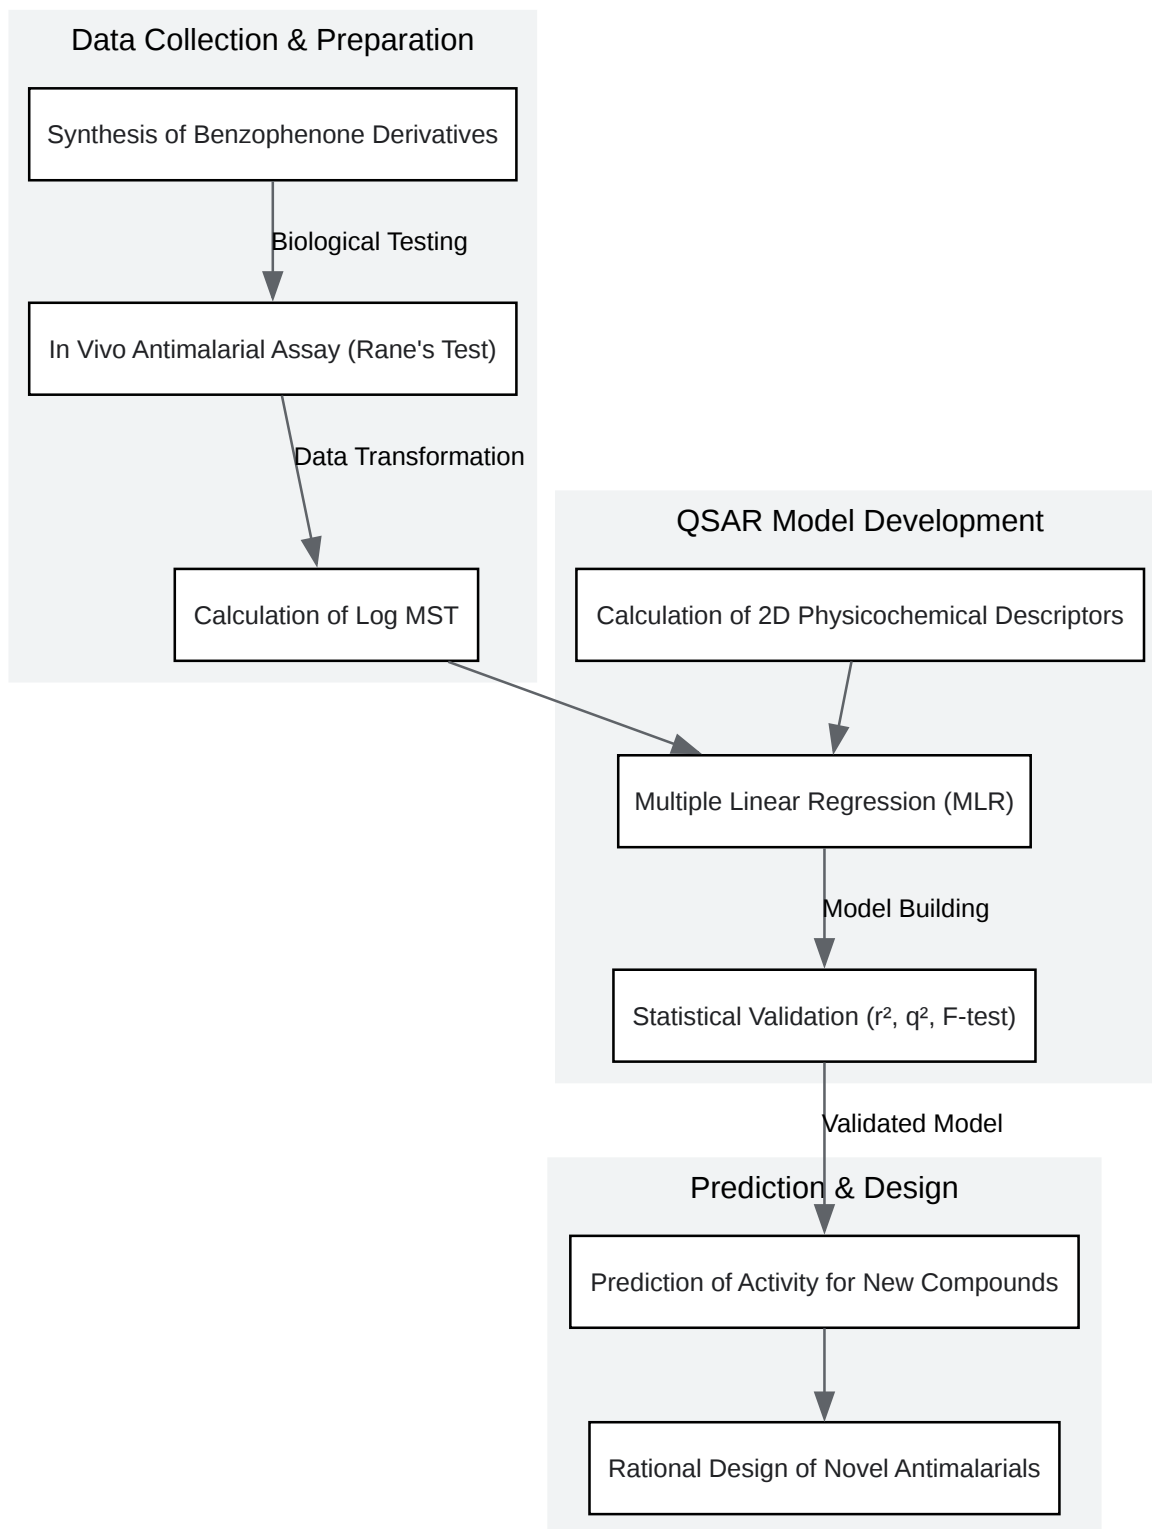 Data Collection & Preparation
Synthesis of Benzophenone Derivatives
Biological Testing
In Vivo Antimalarial Assay (Rane's Test)
Data Transformation
Calculation of Log MST
QSAR Model Development
Calculation of 2D Physicochemical Descriptors
Multiple Linear Regression (MLR)
Model Building
Statistical Validation (r², q², F-test)
Validated Model
Prediction & Design
Prediction of Activity for New Compounds
Rational Design of Novel Antimalarials